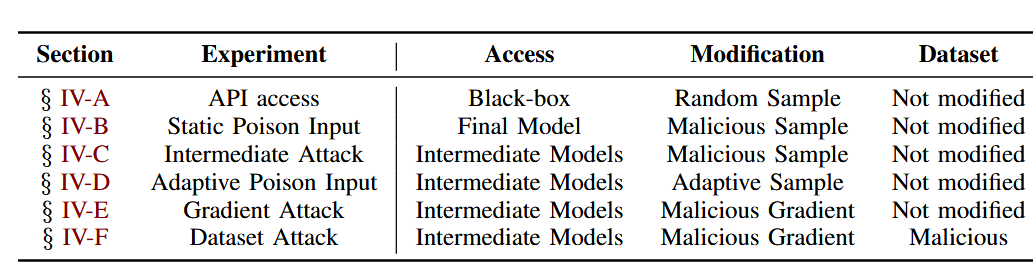 Section Experiment Access Modification Dataset
§ IV-A API access Black-box Random Sample Not modified
§ IV-B Static Poison Input Final Model Malicious Sample Not modified
§ IV-C Intermediate Attack Intermediate Models Malicious Sample Not modified
§ IV-D Adaptive Poison Input Intermediate Models Adaptive Sample Not modified
§ IV-E Gradient Attack Intermediate Models Malicious Gradient Not modified
§ IV-F Dataset Attack Intermediate Models Malicious Gradient Malicious